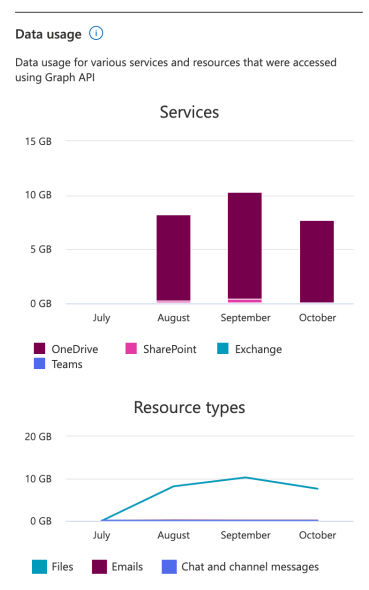 Data usage
Data usage for various services and resources that were accessed
using Graph API
Services
15 GB
10 GB
5 GB
0 GB
July August September October
OneDrive SharePoint Exchange
Teams
Resource types
20 GB
10 GB
0 GB
July August September October
Files Emails Chat and channel messages